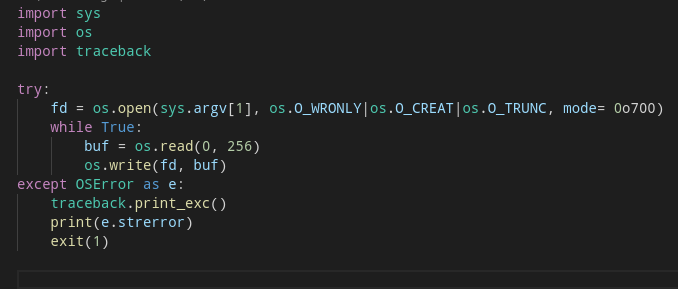 import sys
import os
import traceback
try:
    fd = os.open(sys.argv[1], os.O_WRONLY|os.O_CREAT|os.O_TRUNC, mode= 0o700)
    while True:
        buf = os.read(0, 256)
        os.write(fd, buf)
except OSError as e:
    traceback.print_exc()
    print(e.strerror)
    exit(1)